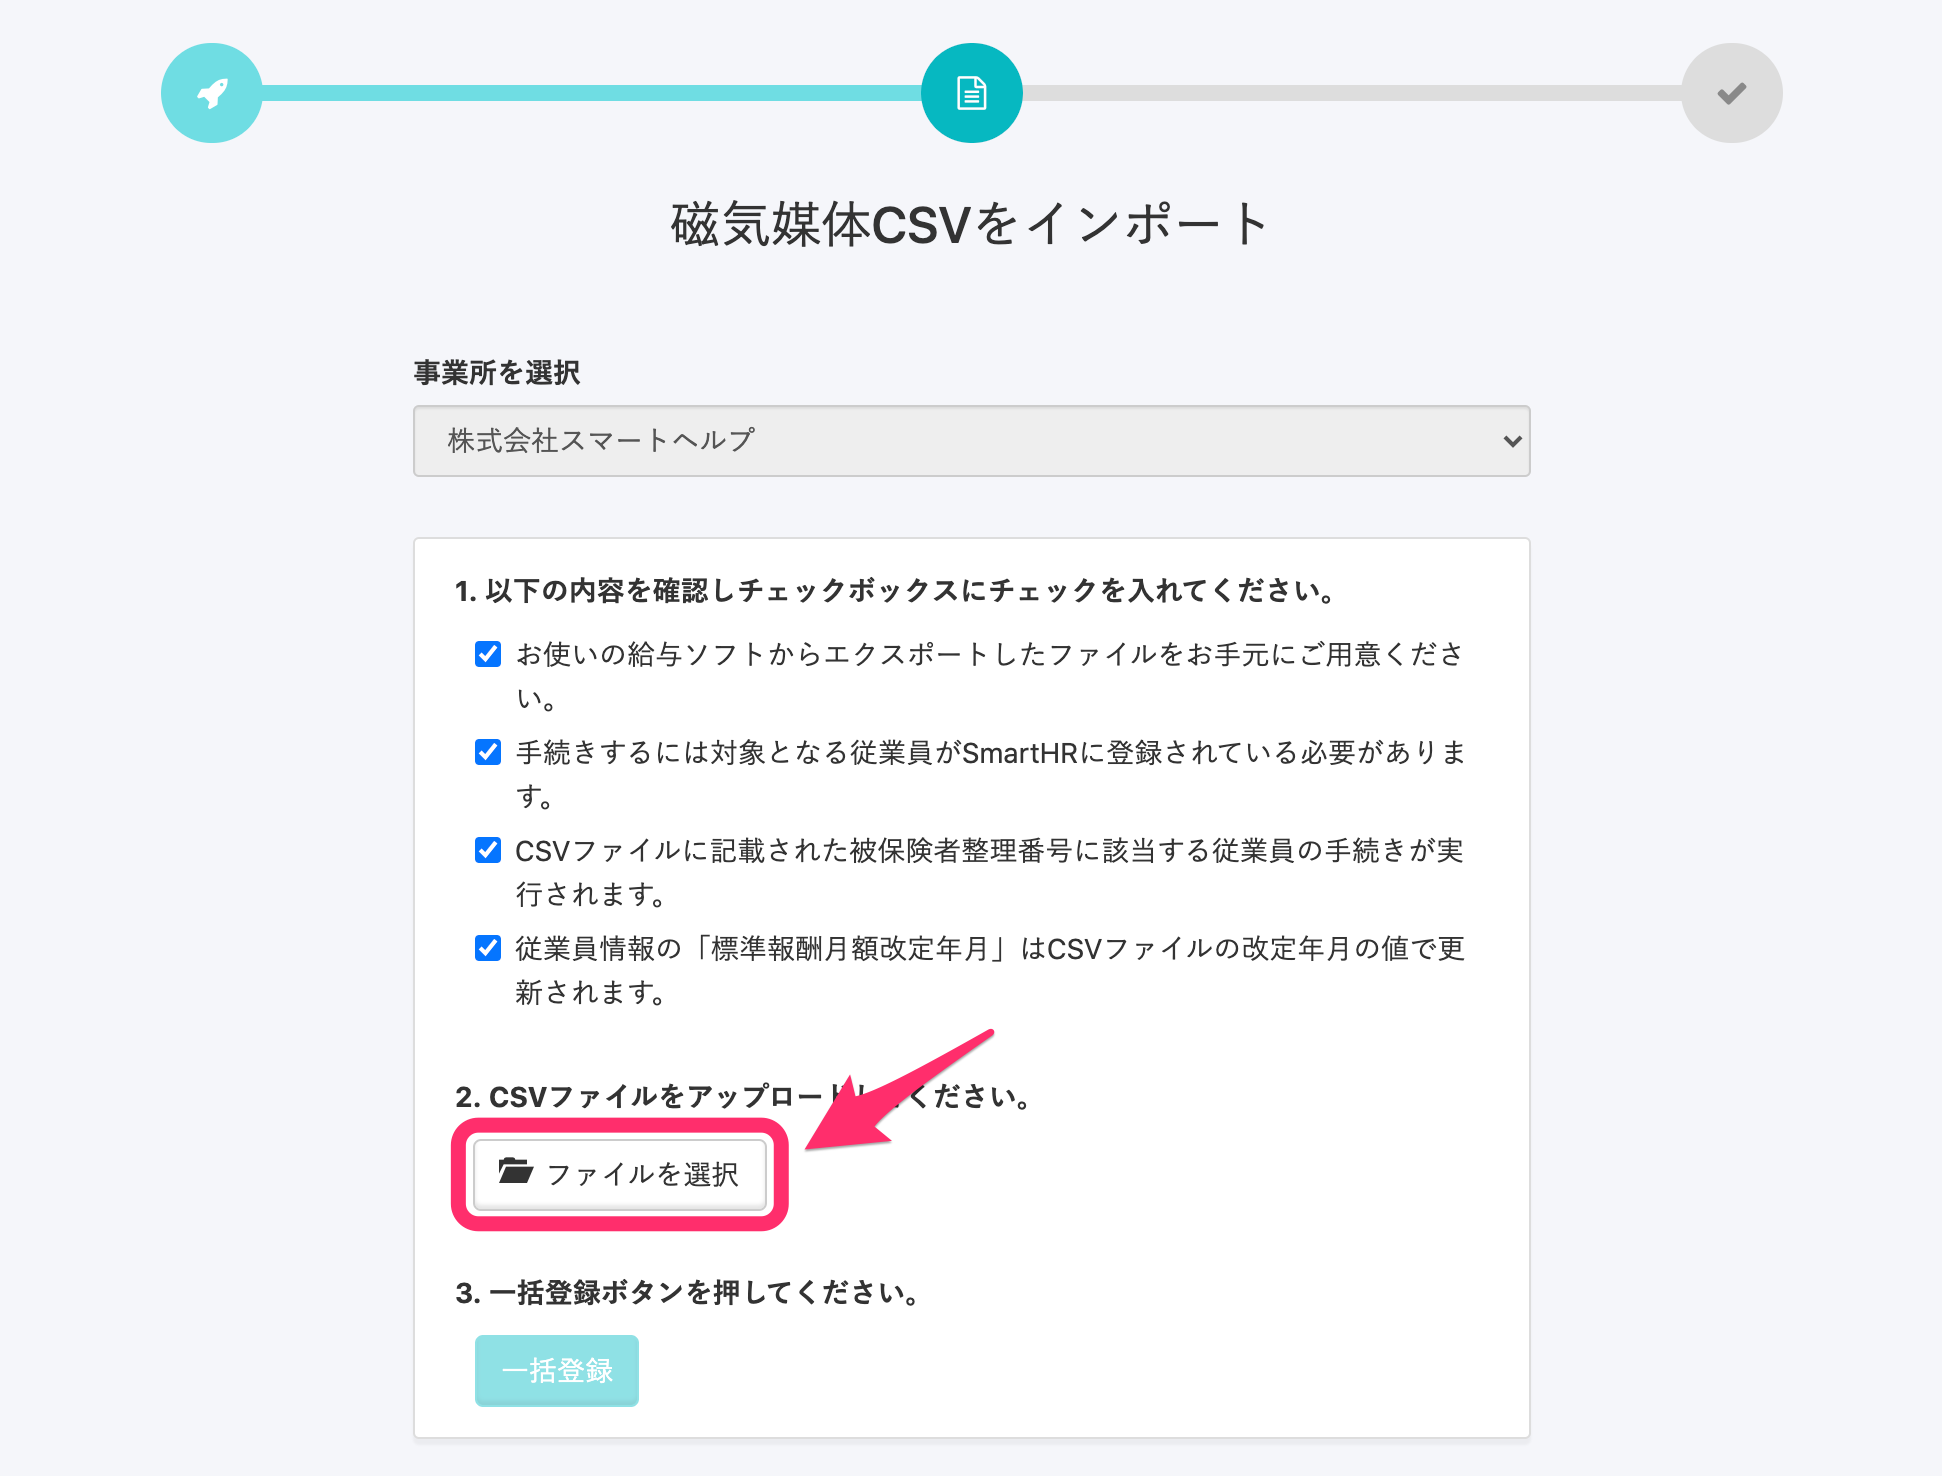 磁気媒体CSVをインポート
事業所を選択
株式会社スマートヘルプ
1. 以下の内容を確認しチェックボックスにチェックを入れてください。
お使いの給与ソフトからエクスポートしたファイルをお手元にご用意くださ
い。
手続きするには対象となる従業員がSmartHRに登録されている必要がありま
す。
CSVファイルに記載された被保険者整理番号に該当する従業員の手続きが実
行されます。
従業員情報の「標準報酬月額改定年月」はCSVファイルの改定年月の値で更
新されます。
2. CSVファイルをアップロードしてください。
ファイルを選択
3. 一括登録ボタンを押してください。
一括登録